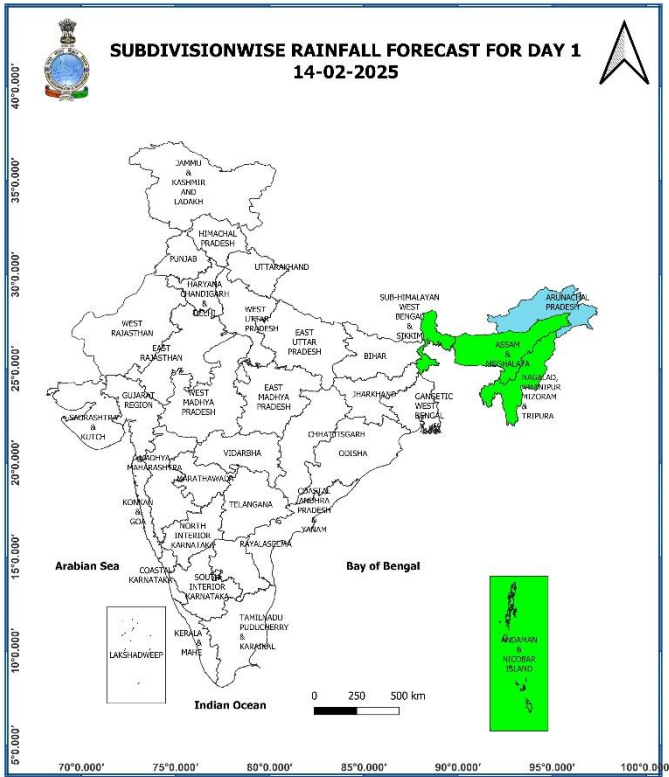 SUBDIVISIONWISE RAINFALL FORECAST FOR DAY 1
14-02-2025
40°0.000'
35°0.000'
30°0.000'
25°0.000'
20°0.000'
15°0.000'
10°0.000'
5°0.000'
JAMMU
&
KASHMIR
AND
LADAKH
HIMACHAL
PRADESH
PUNJAB
UTTARAKHAND
HARYANA
CHANDIGARH
&
DELHI
WEST
UTTAR
PRADESH
EAST
UTTAR
PRADESH
WEST
RAJASTHAN
EAST
RAJASTHAN
SUB-HIMALAYAN
WEST
BENGAL
&
SIKKIM
ARUNACHAL
PRADESH
ASSAM
&
MEGHALAYA
NAGALAD,
MANIPUR
MIZORAM
&
TRIPURA
BIHAR
JHARKHAND
GANGETIC
WEST
BENGAL
GUJARAT
REGION
SAURASHTRA
&
KUTCH
WEST
MADHYA
PRADESH
EAST
MADHYA
PRADESH
CHHATTISGARH
ODISHA
VIDARBHA
MADHYA
MAHARASHTRA
MARATHAWADA
KONKAN
&
GOA
TELANGANA
COASTAL
ANDHRA
PRADESH
&
YANAM
NORTH
INTERIOR
KARNATAKA
RAYALASEEMA
COASTAL
KARNATAKA
SOUTH
INTERIOR
KARNATAKA
Arabian Sea
Bay of Bengal
LAKSHADWEEP
KERALA
&
MAHE
TAMILNADU
PUDUCHERRY
&
KARAIKAL
ANDAMAN
&
NICOBAR
ISLAND
Indian Ocean
0 250 500 km
70°0.000' 75°0.000' 80°0.000' 85°0.000' 90°0.000' 95°0.000' 100°0.000'